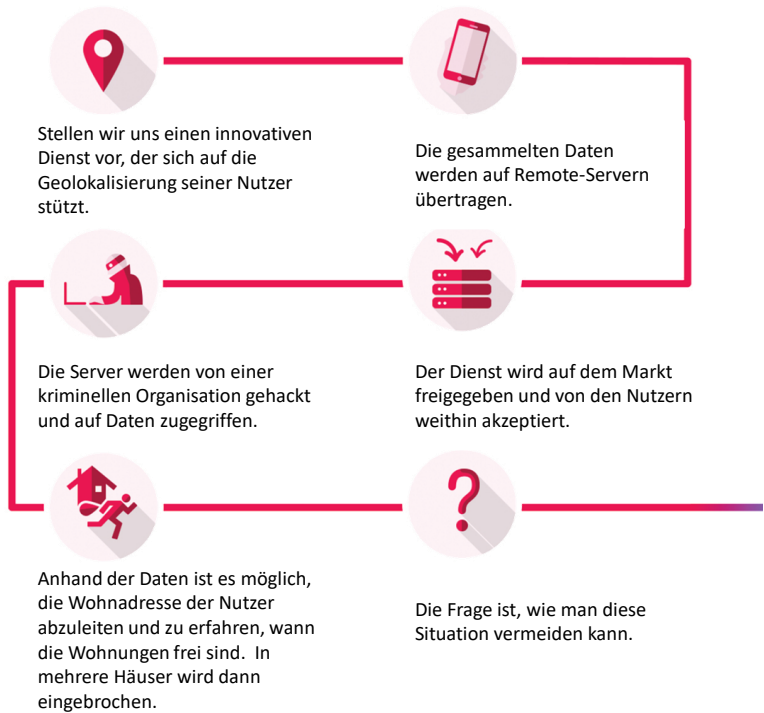 Stellen wir uns einen innovativen
Dienst vor, der sich auf die
Geolokalisierung seiner Nutzer
stützt.
Die gesammelten Daten
werden auf Remote-Servern
übertragen.
Der Dienst wird auf dem Markt
freigegeben und von den Nutzern
weithin akzeptiert.
Die Server werden von einer
kriminellen Organisation gehackt
und auf Daten zugegriffen.
Anhand der Daten ist es möglich,
die Wohnadresse der Nutzer
abzuleiten und zu erfahren, wann
die Wohnungen frei sind.  In
mehrere Häuser wird dann
eingebrochen.
Die Frage ist, wie man diese
Situation vermeiden kann.